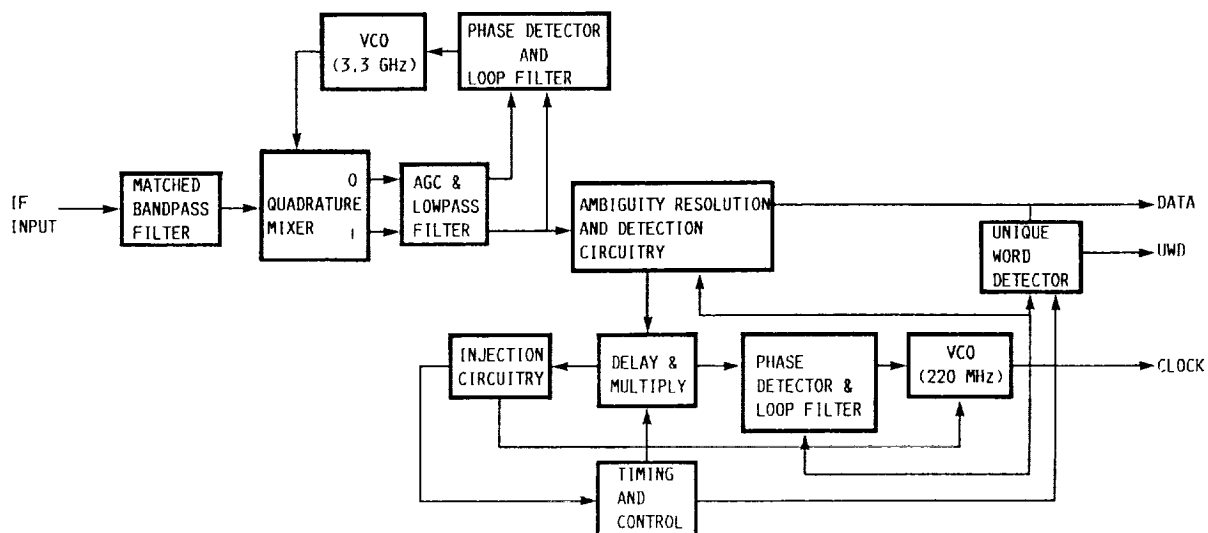 VCO
(3.3 GHz)
PHASE DETECTOR
AND
LOOP FILTER
IF
INPUT
MATCHED
BANDPASS
FILTER
QUADRATURE
MIXER
0
1
AGC &
LOWPASS
FILTER
AMBIGUITY RESOLUTION
AND DETECTION
CIRCUITRY
DATA
UNIQUE
WORD
DETECTOR
UWD
INJECTION
CIRCUITRY
DELAY &
MULTIPLY
PHASE
DETECTOR &
LOOP FILTER
VCO
(220 MHz)
CLOCK
TIMING
AND
CONTROL